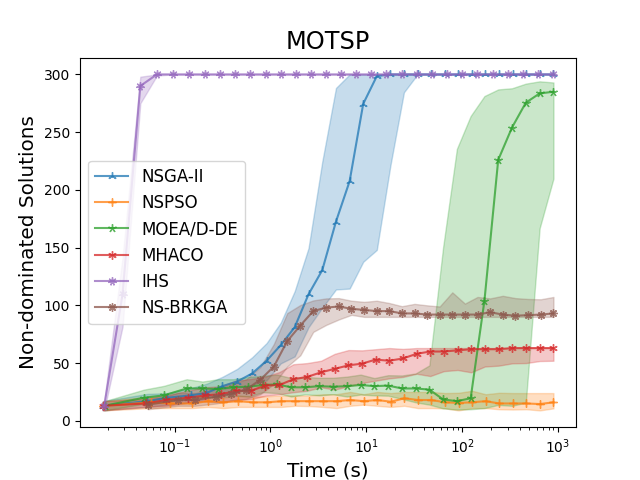 MOTSP
Non-dominated Solutions
300
250
200
150
100
50
0
NSGA-II
NSPSO
MOEA/D-DE
MHACO
IHS
NS-BRKGA
10⁻¹ 10⁰ 10¹ 10² 10³
Time (s)